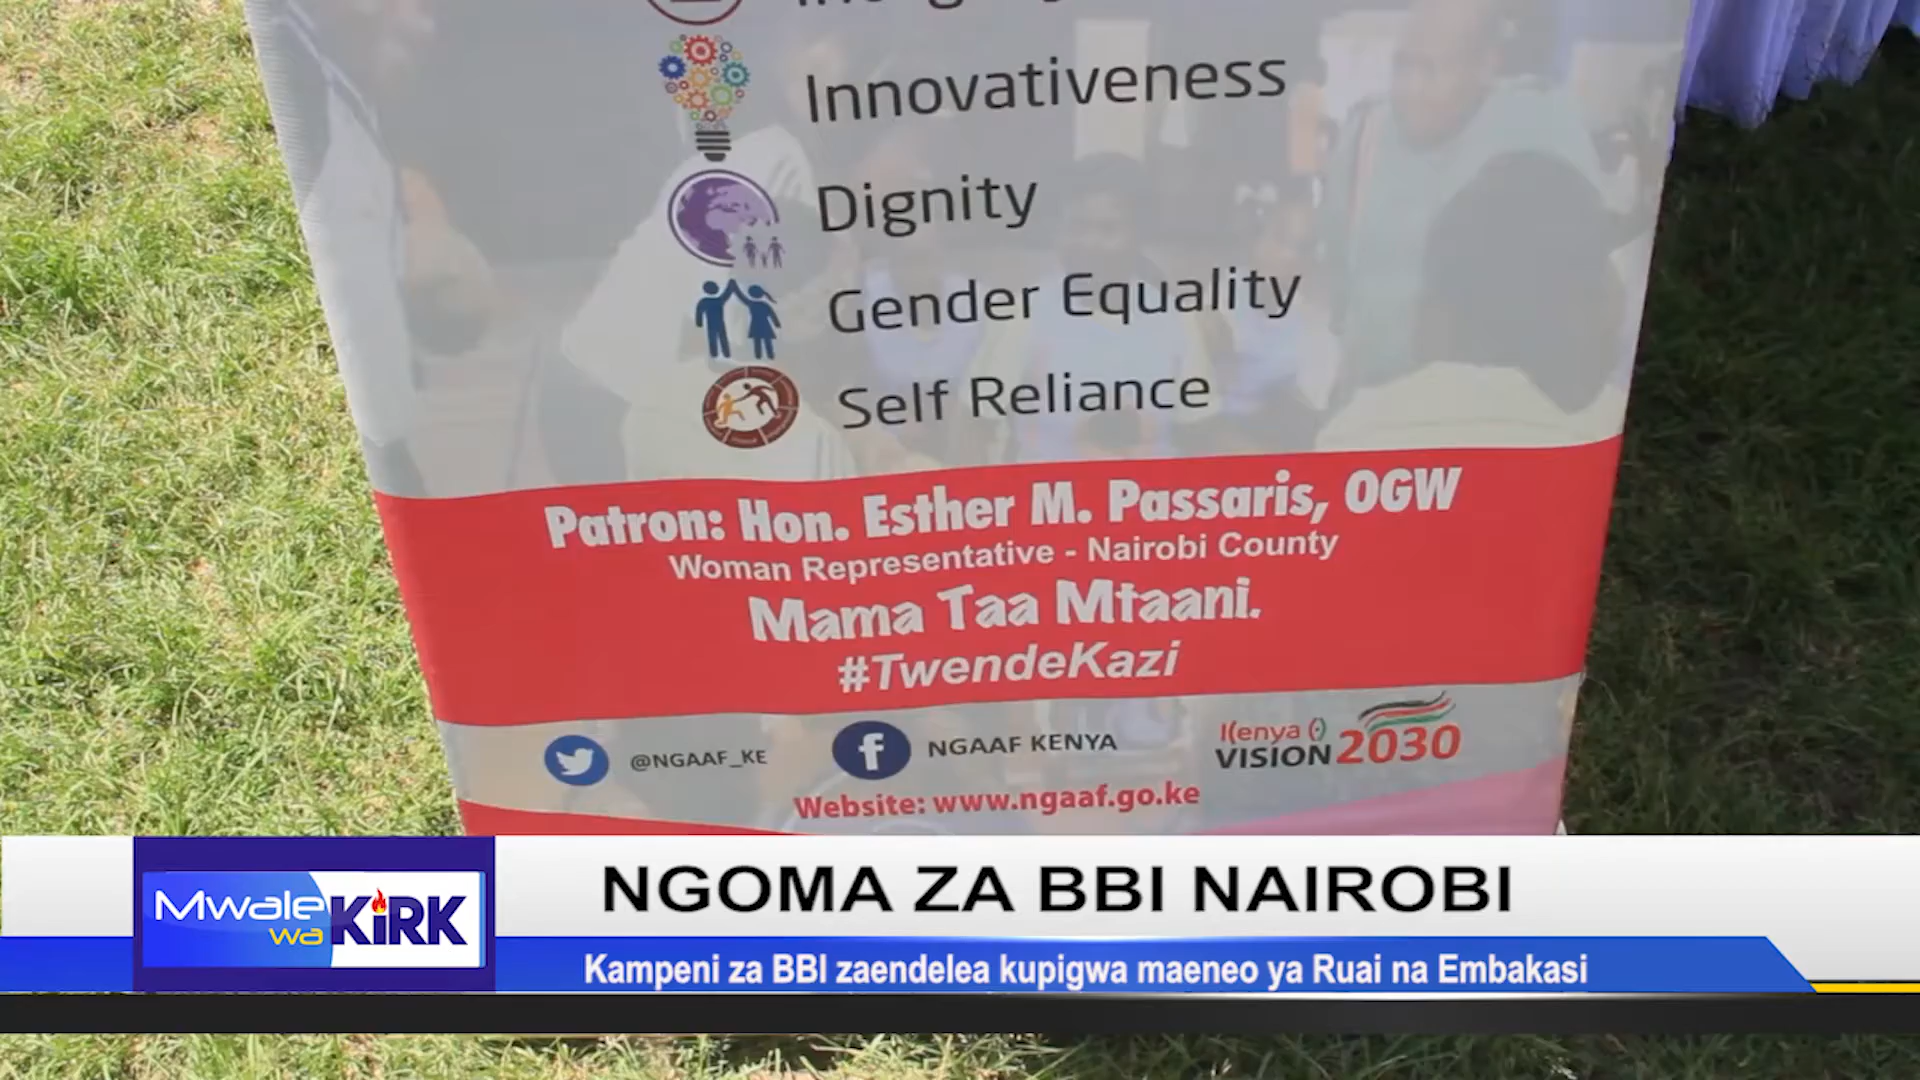 Innovativeness
Dignity
Gender Equality
Self Reliance
Patron: Hon. Esther M. Passaris, OGW
Woman Representative - Nairobi County
Mama Taa Mtaani.
#TwendeKazi
@NGAAF_KE
NGAAF KENYA
Kenya
VISION 2030
Website: www.ngaaf.go.ke
Mwale wa KiRK
NGOMA ZA BBI NAIROBI
Kampeni za BBI zaendelea kupigwa maeneo ya Ruai na Embakasi